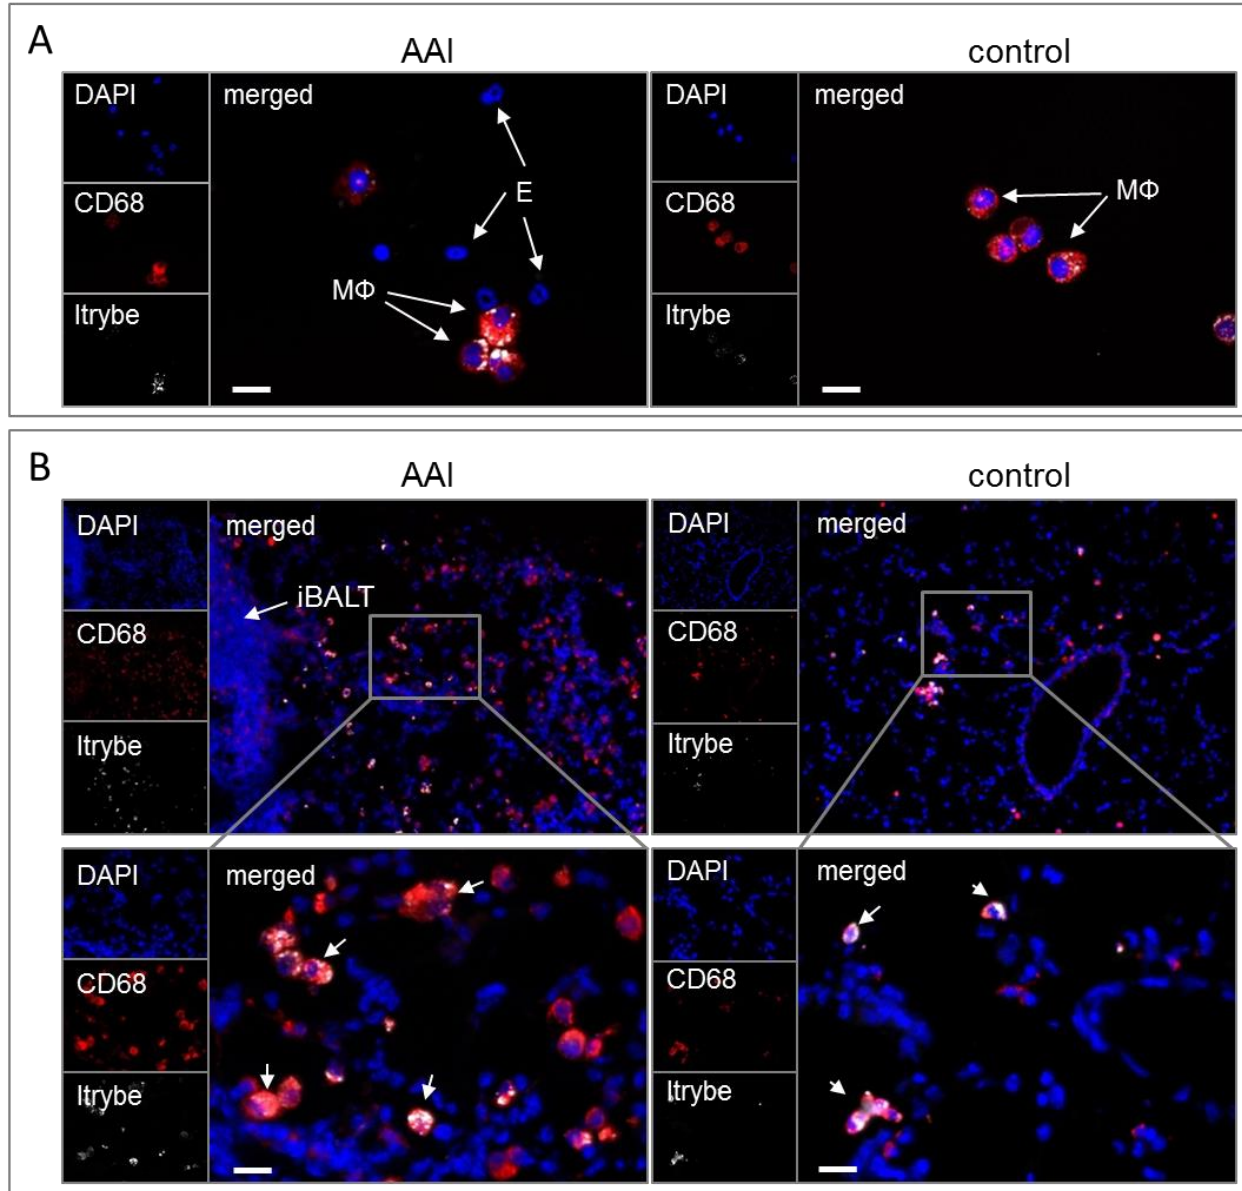 A
AAI
control
DAPI
merged
DAPI
merged
E
CD68
CD68
MΦ
MΦ
Itrybe
Itrybe
B
AAI
control
DAPI
merged
DAPI
merged
iBALT
CD68
CD68
Itrybe
Itrybe
DAPI
merged
DAPI
merged
CD68
CD68
Itrybe
Itrybe